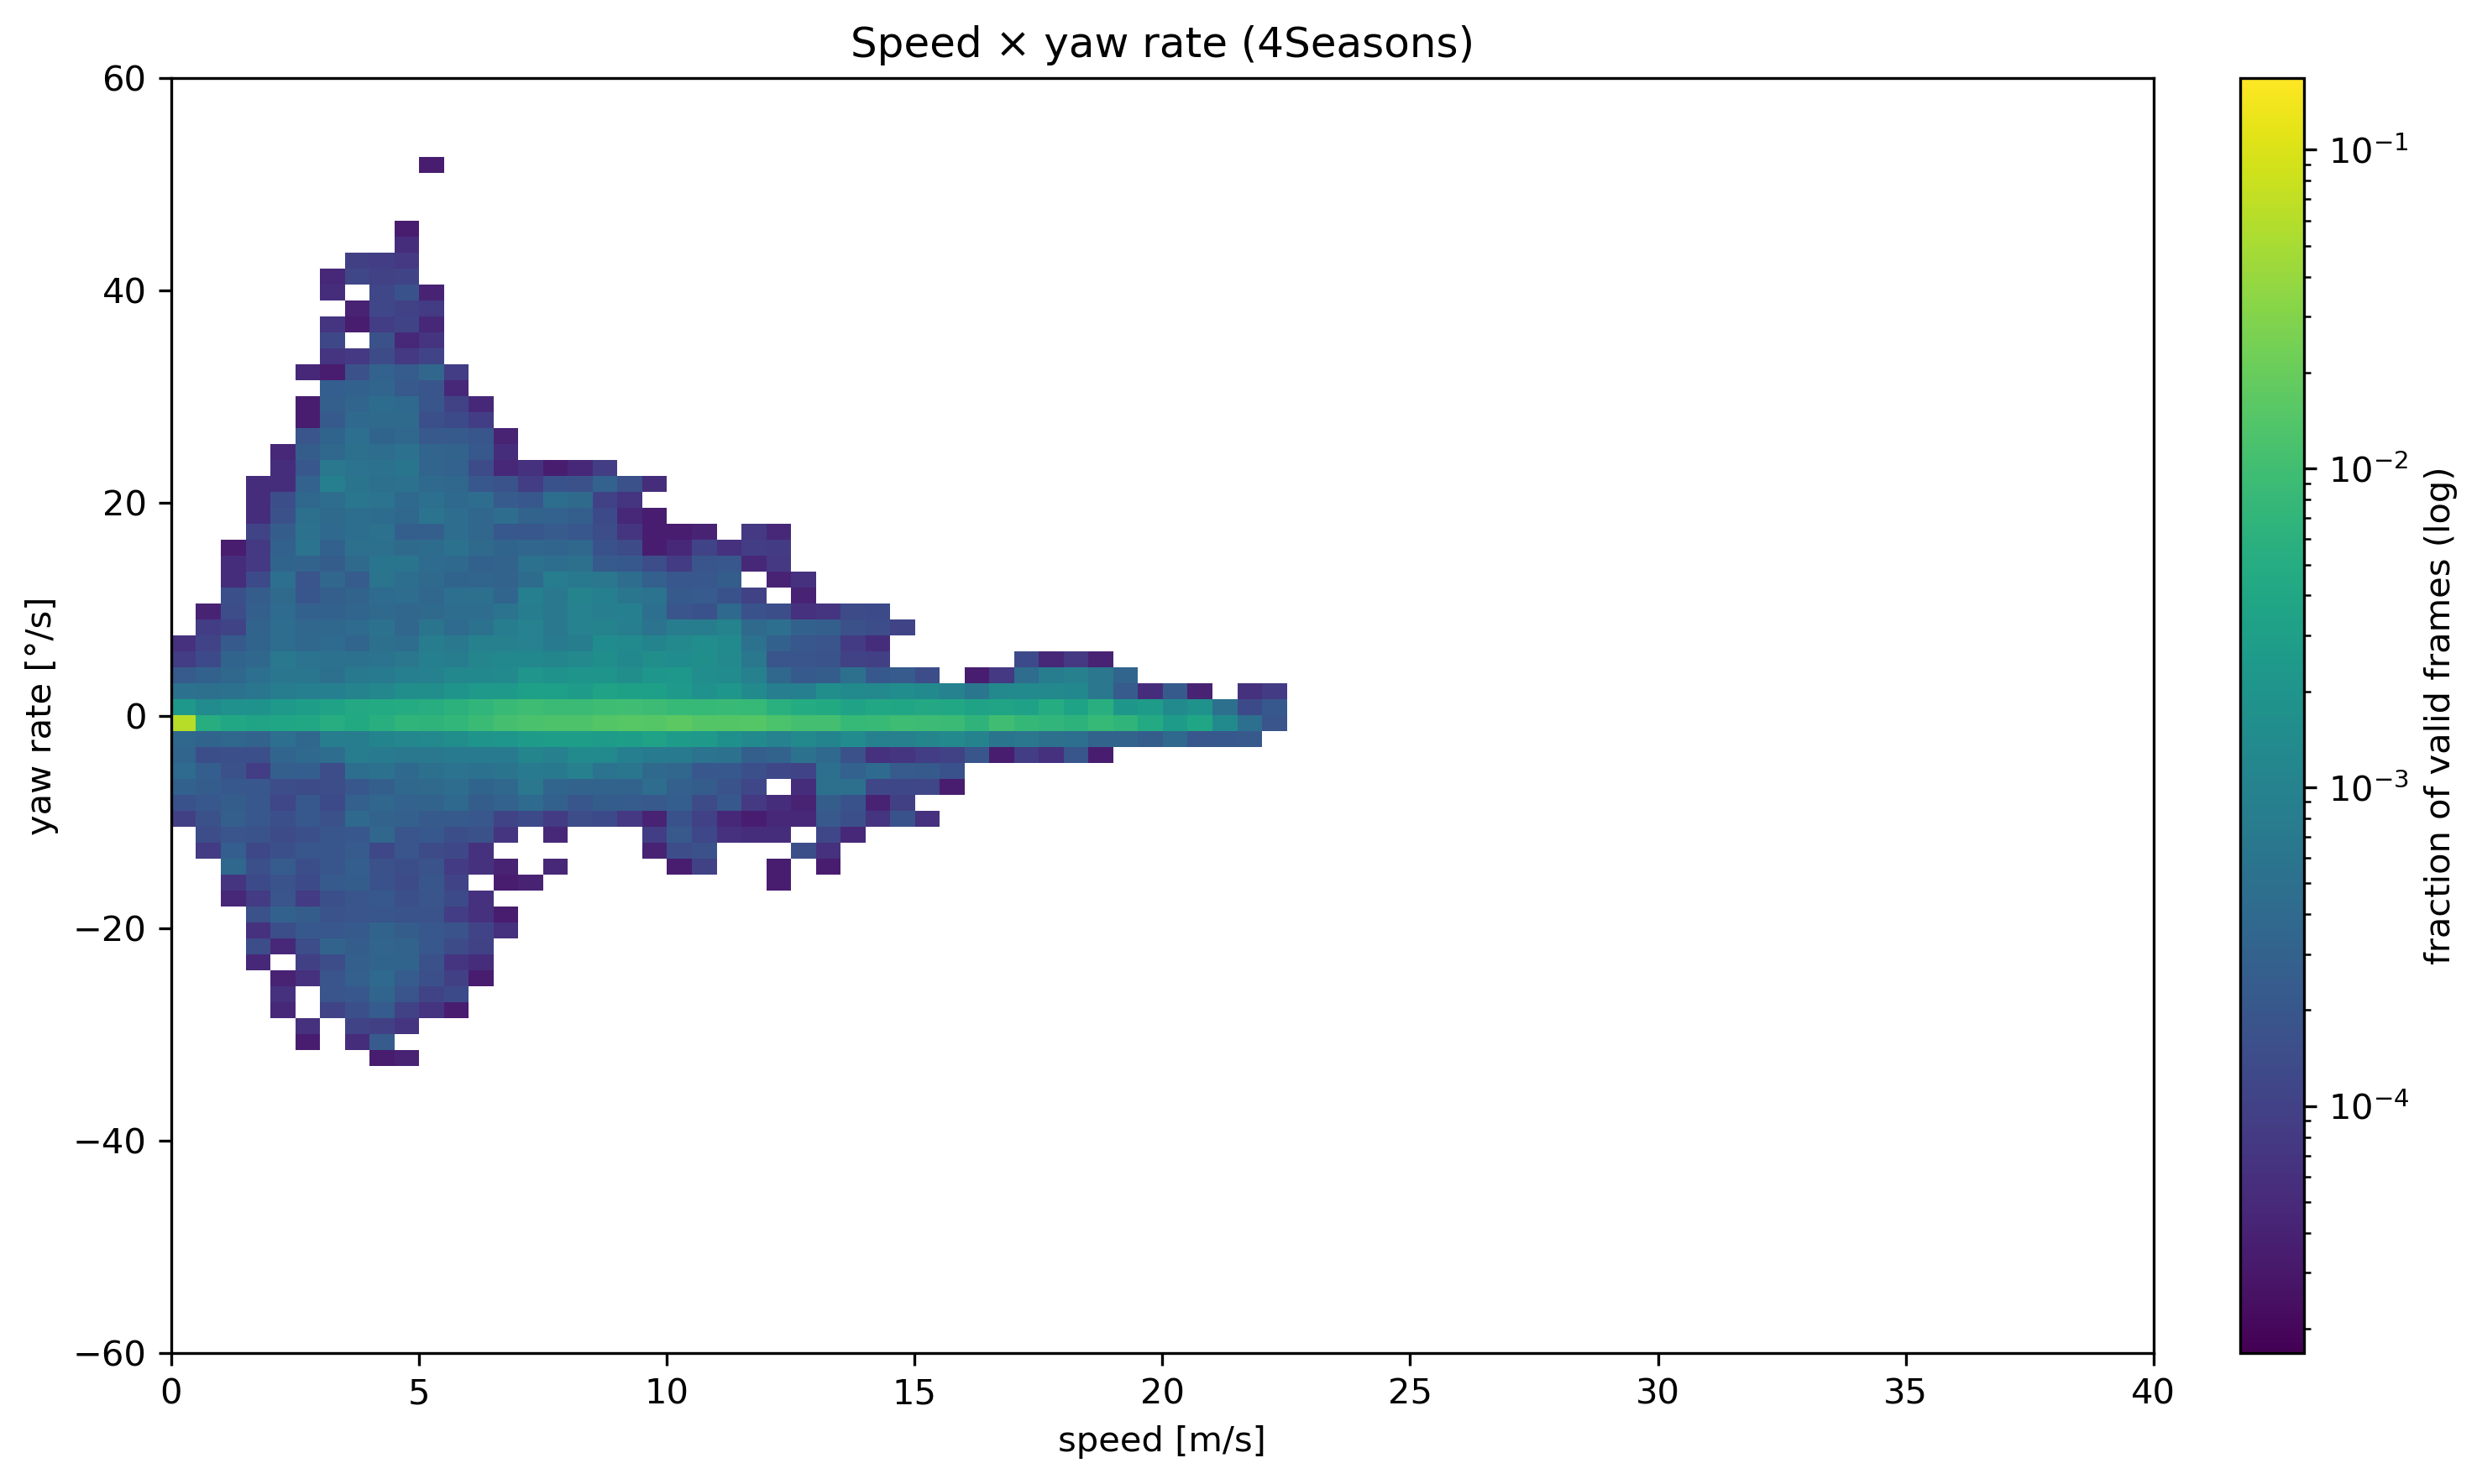 Speed × yaw rate (4Seasons)
60
40
20
0
−20
−40
−60
yaw rate [°/s]
0 5 10 15 20 25 30 35 40
speed [m/s]
10⁻¹
10⁻²
10⁻³
10⁻⁴
fraction of valid frames (log)